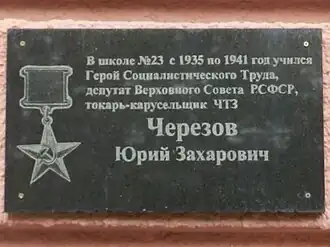 В школе №23 с 1935 по 1941 год учился
Герой Социалистического Труда,
депутат Верховного Совета РСФСР,
токарь-карусельщик ЧТЗ
Черезов
Юрий Захарович